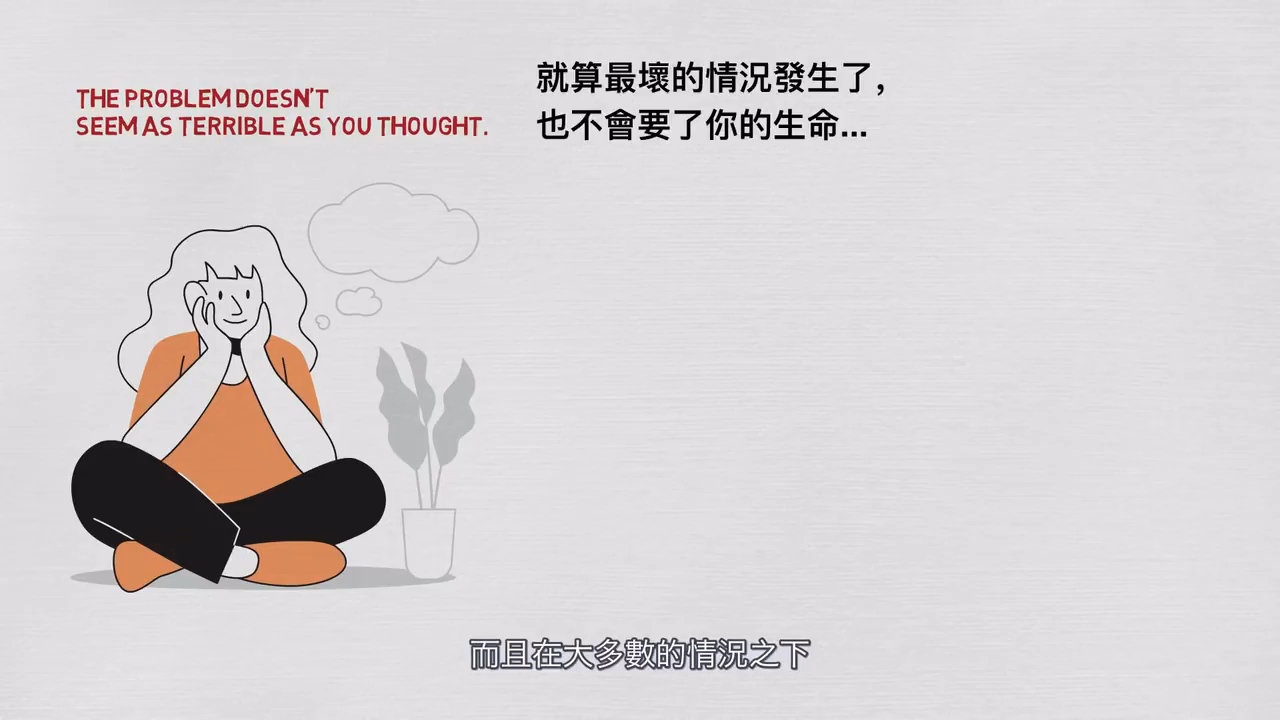 THE PROBLEM DOESN'T
SEEM AS TERRIBLE AS YOU THOUGHT.
就算最壞的情況發生了,
也不會要了你的生命...
而且在大多數的情況之下